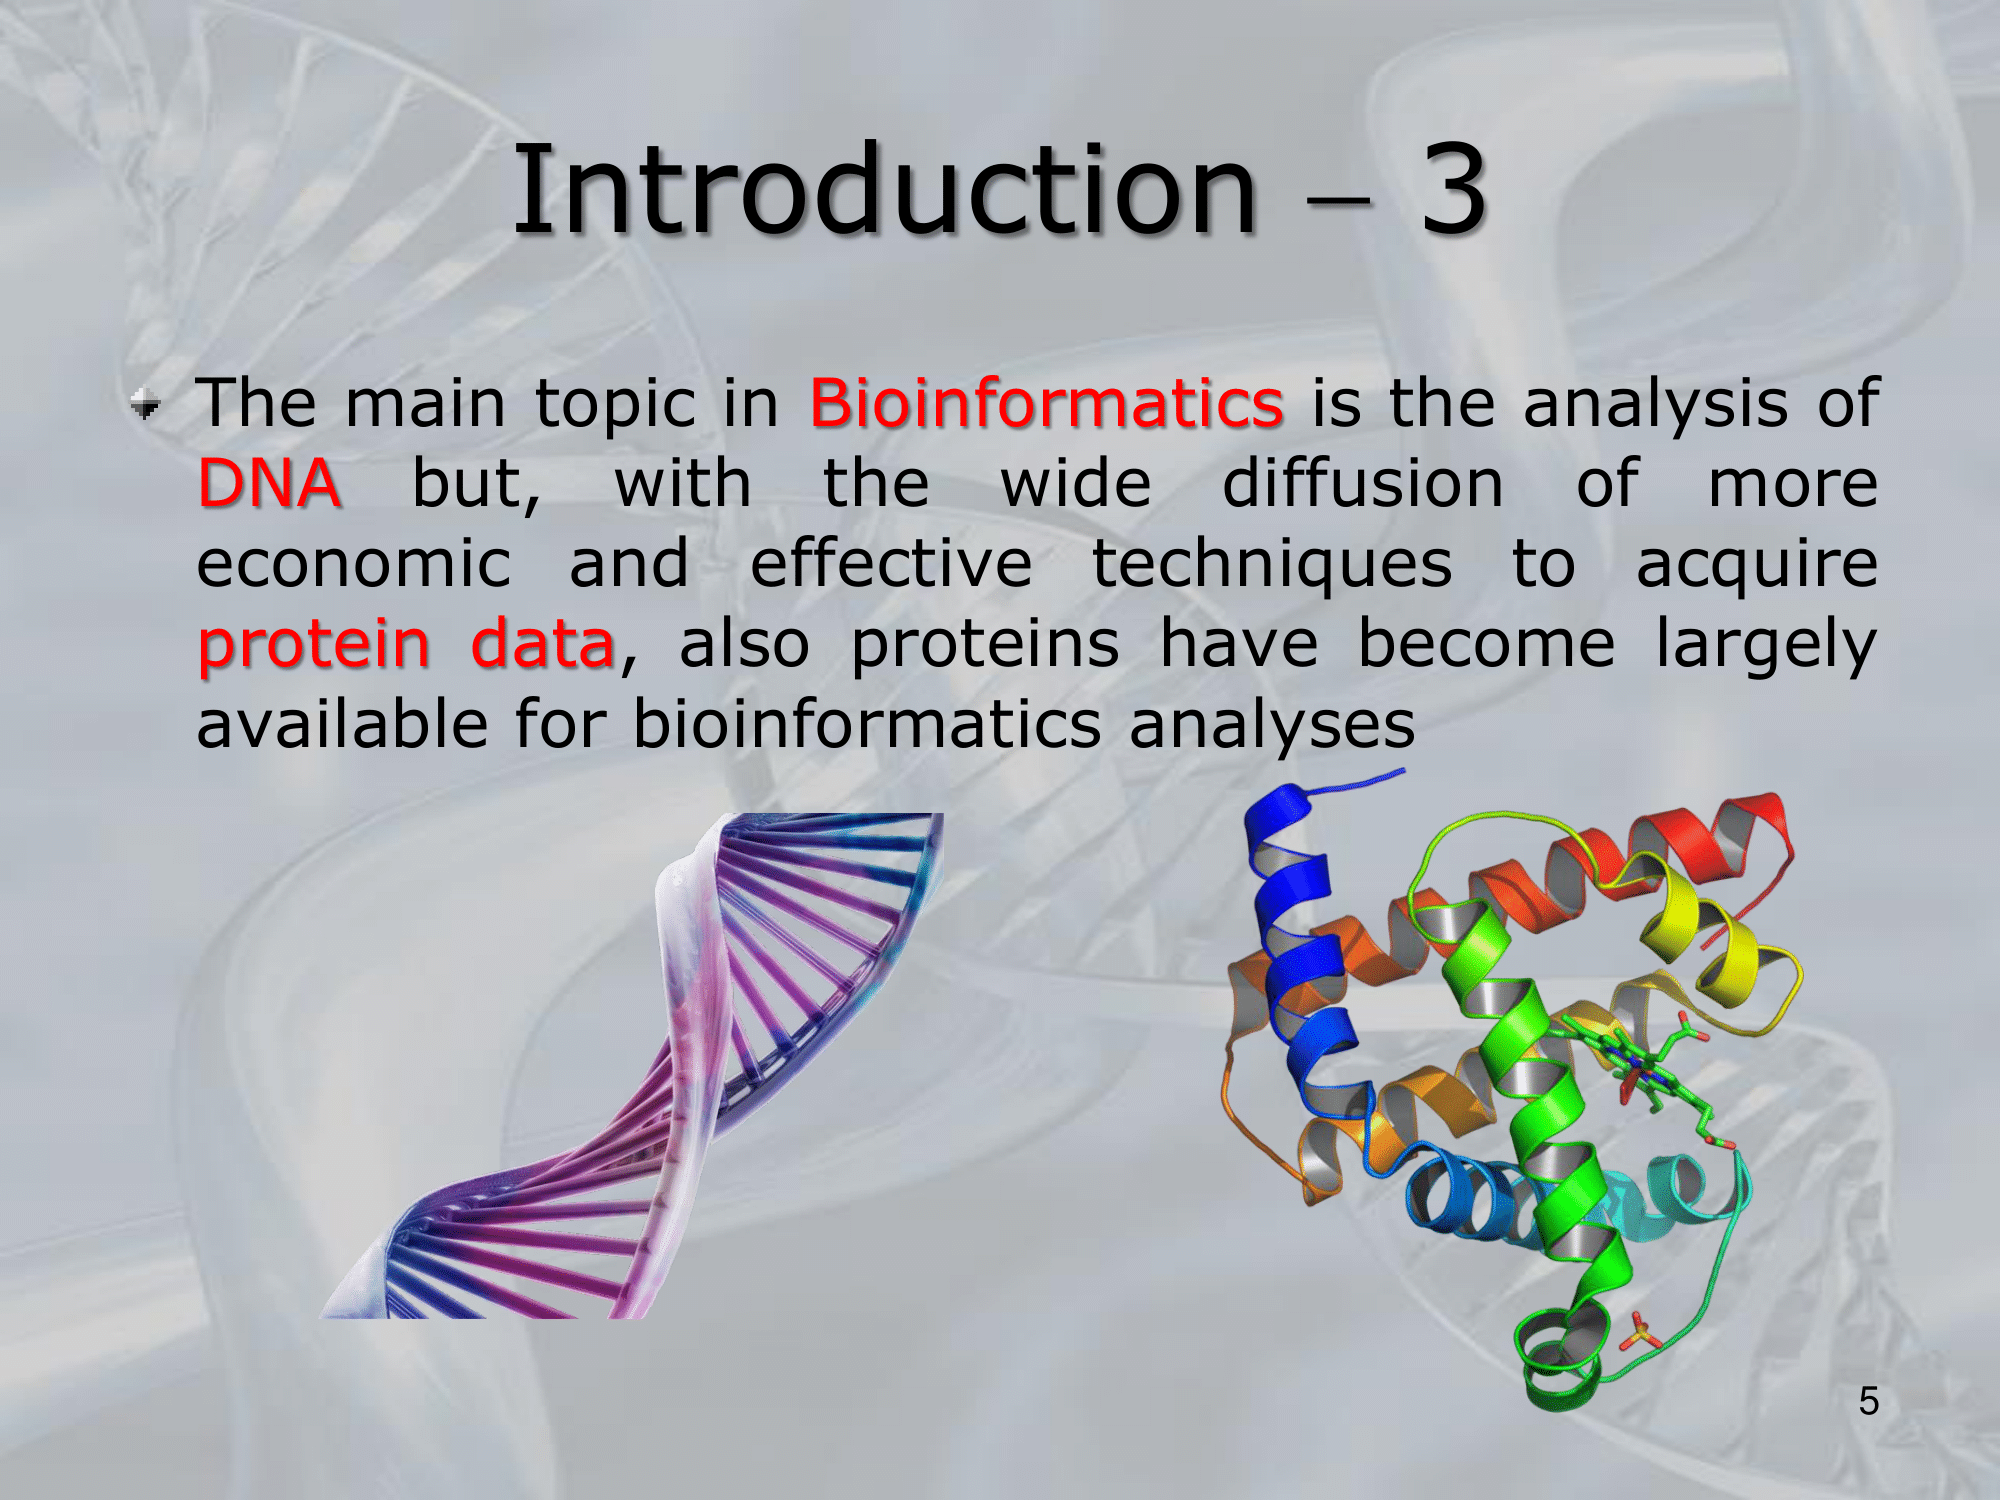 Introduction – 3
The main topic in Bioinformatics is the analysis of
DNA but, with the wide diffusion of more
economic and effective techniques to acquire
protein data, also proteins have become largely
available for bioinformatics analyses
5